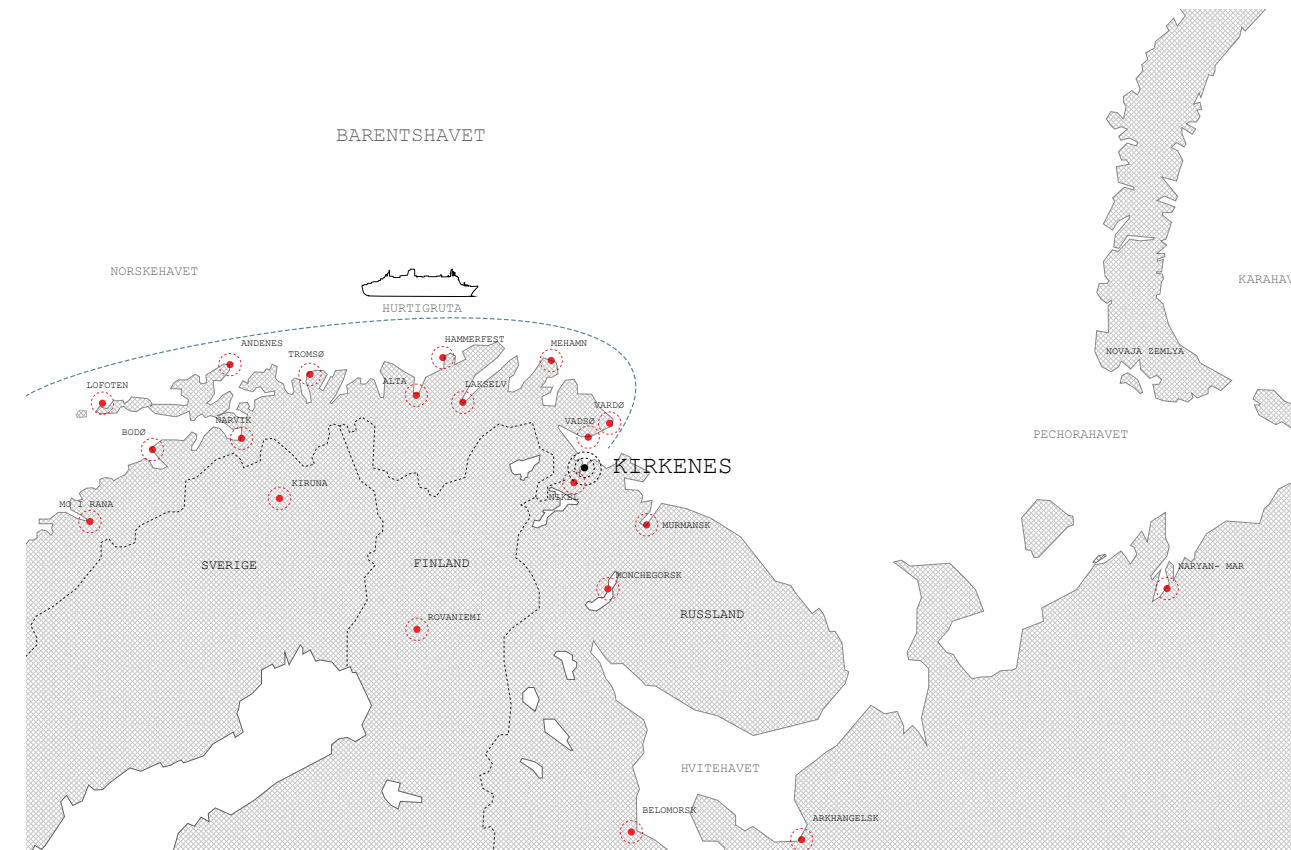 BARENTSHAVET
NORSKEHAVET
KARAHAV
HURTIGRUTA
ANDENES
HAMMERFEST
MEHAMN
TROMSØ
NOVAJA ZEMLYA
LOFOTEN
ALTA
LAKSELV
VARDØ
NARVIK
VADSØ
BODØ
PECHORAHAVET
KIRKENES
KIRUNA
NIKEL
MO I RANA
MURMANSK
SVERIGE
FINLAND
NARYAN- MAR
MONCHEGORSK
ROVANIEMI
RUSSLAND
HVITEHAVET
BELOMORSK
ARKHANGELSK